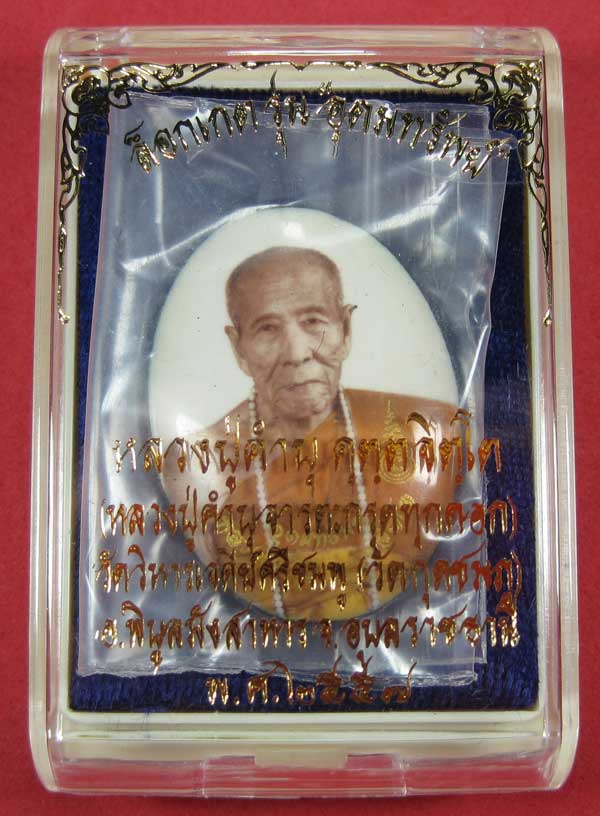 ล็อกเกตรุ่น อุดมทรัพย์
หลวงปู่คำบุ คุตฺตจิตฺโต
(หลวงปู่คำบุจารตะกรุดทุกดอก)
วัดวิหารเจดีย์ศรีชมพู (วัดกุดชมภู)
อ.พิบูลมังสาหาร จ.อุบลราชธานี
พ.ศ.๒๕๕๗